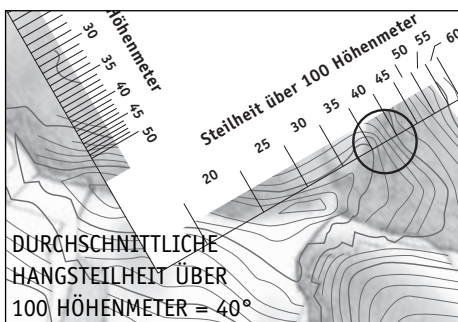 Höhenmeter
30
35
40
45
50
Steilheit über 100 Höhenmeter
20
25
30
35
40
45
50
55
60
DURCHSCHNITTLICHE
HANGSTEILHEIT ÜBER
100 HÖHENMETER = 40°